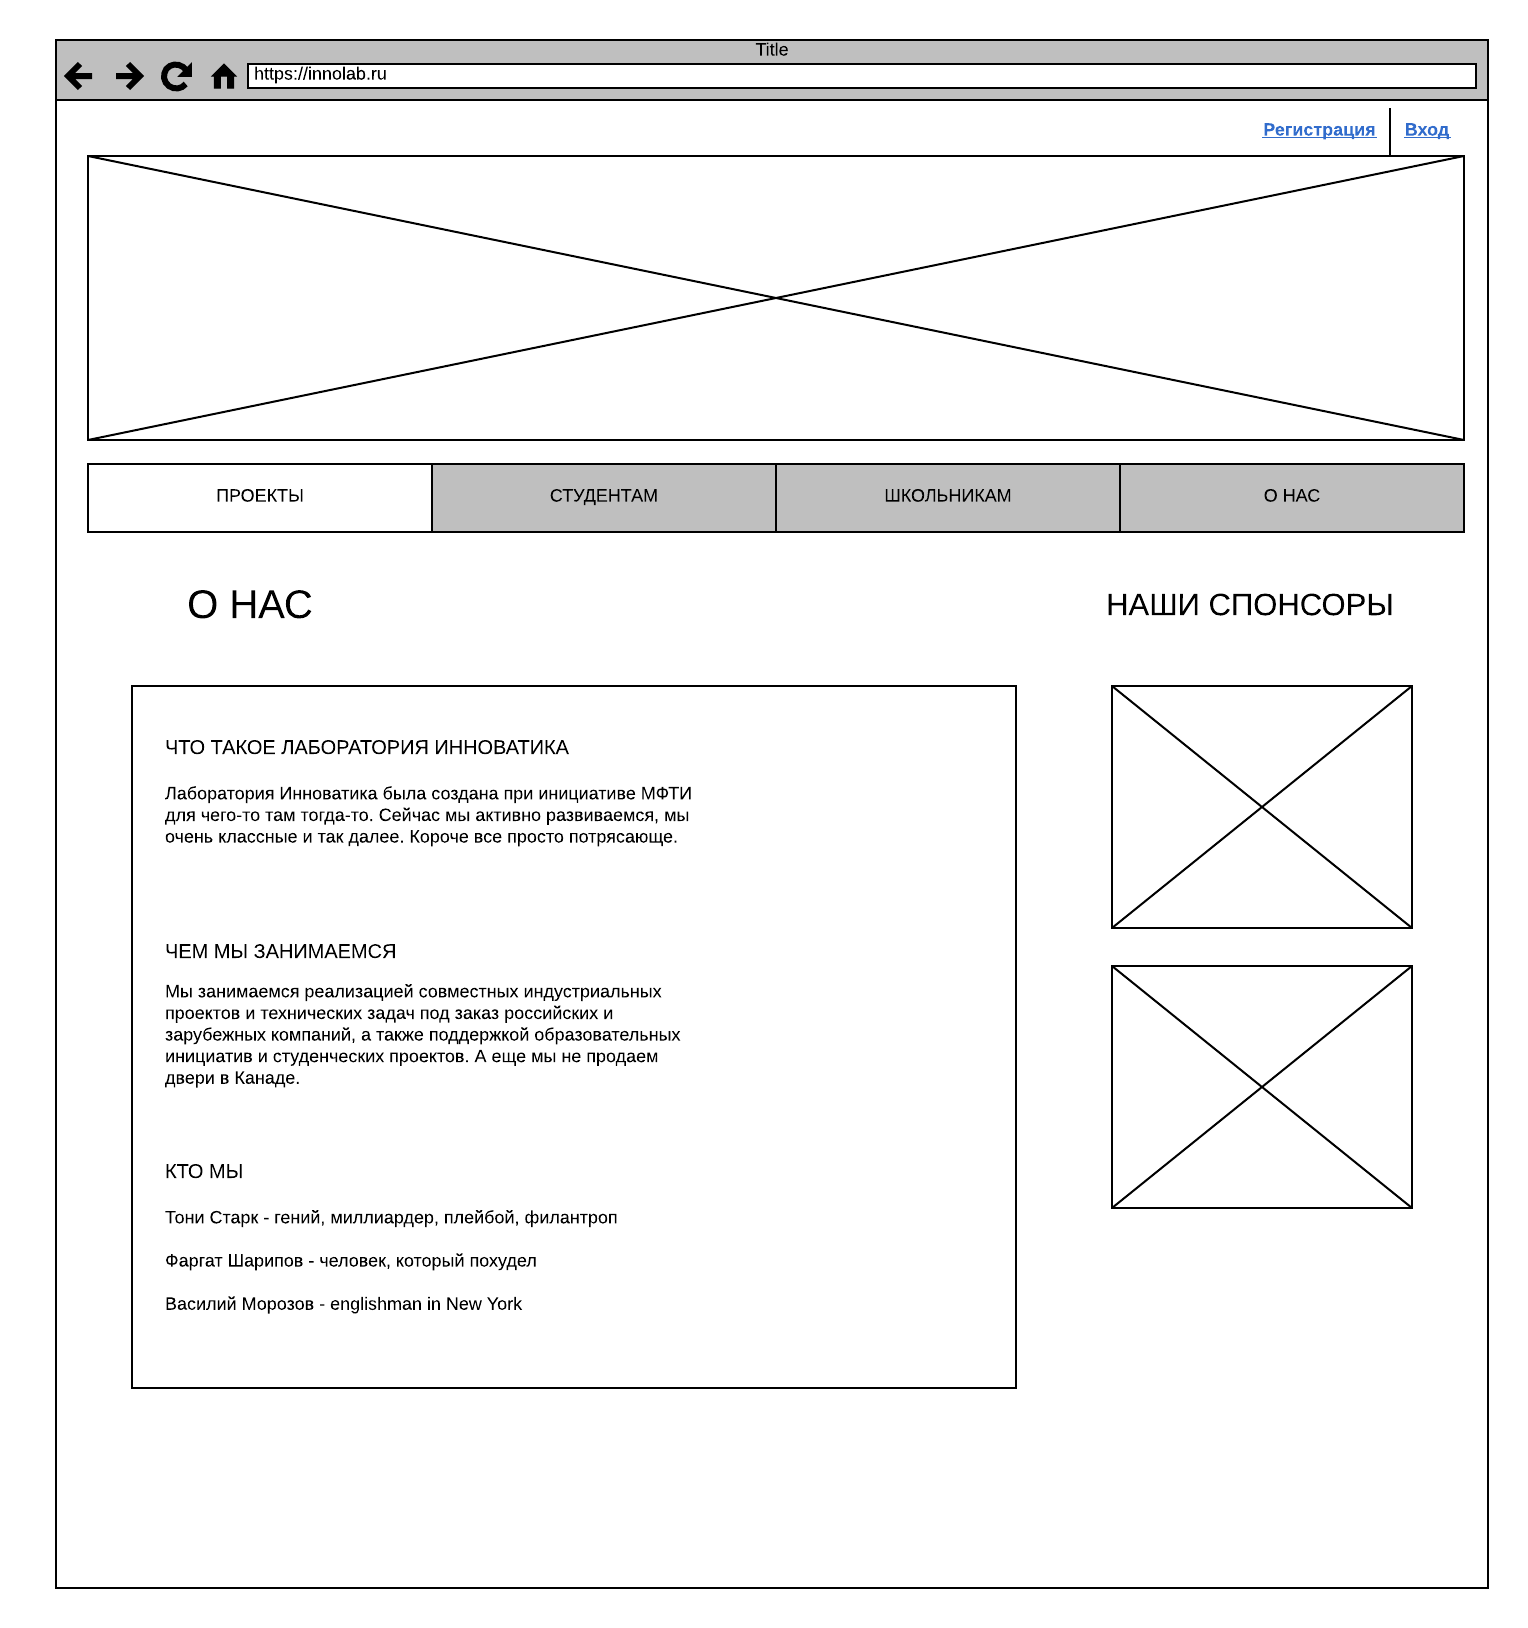 Title
https://innolab.ru
Регистрация
Вход
ПРОЕКТЫ
СТУДЕНТАМ
ШКОЛЬНИКАМ
О НАС
О НАС
НАШИ СПОНСОРЫ
ЧТО ТАКОЕ ЛАБОРАТОРИЯ ИННОВАТИКА
Лаборатория Инноватика была создана при инициативе МФТИ
для чего-то там тогда-то. Сейчас мы активно развиваемся, мы
очень классные и так далее. Короче все просто потрясающе.
ЧЕМ МЫ ЗАНИМАЕМСЯ
Мы занимаемся реализацией совместных индустриальных
проектов и технических задач под заказ российских и
зарубежных компаний, а также поддержкой образовательных
инициатив и студенческих проектов. А еще мы не продаем
двери в Канаде.
КТО МЫ
Тони Старк - гений, миллиардер, плейбой, филантроп
Фаргат Шарипов - человек, который похудел
Василий Морозов - englishman in New York